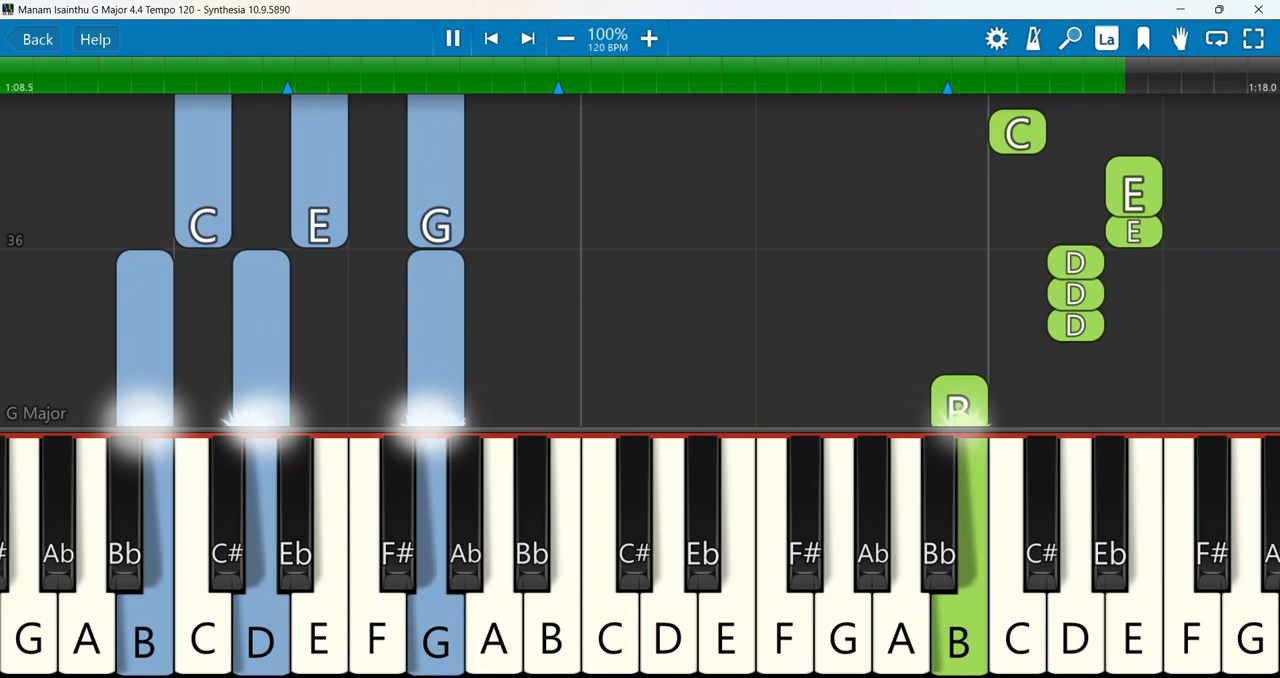 Manam Isainthu G Major 4.4 Tempo 120 - Synthesia 10.9.5890
Back Help 100% La
120 BPM
1:08.5 1:18.0
C
E
C E G E
36
D
D
D
G Major B
Ab Bb C# Eb F# Ab Bb C# Eb F# Ab Bb C# Eb F#
G A B C D E F G A B C D E F G A B C D E F G